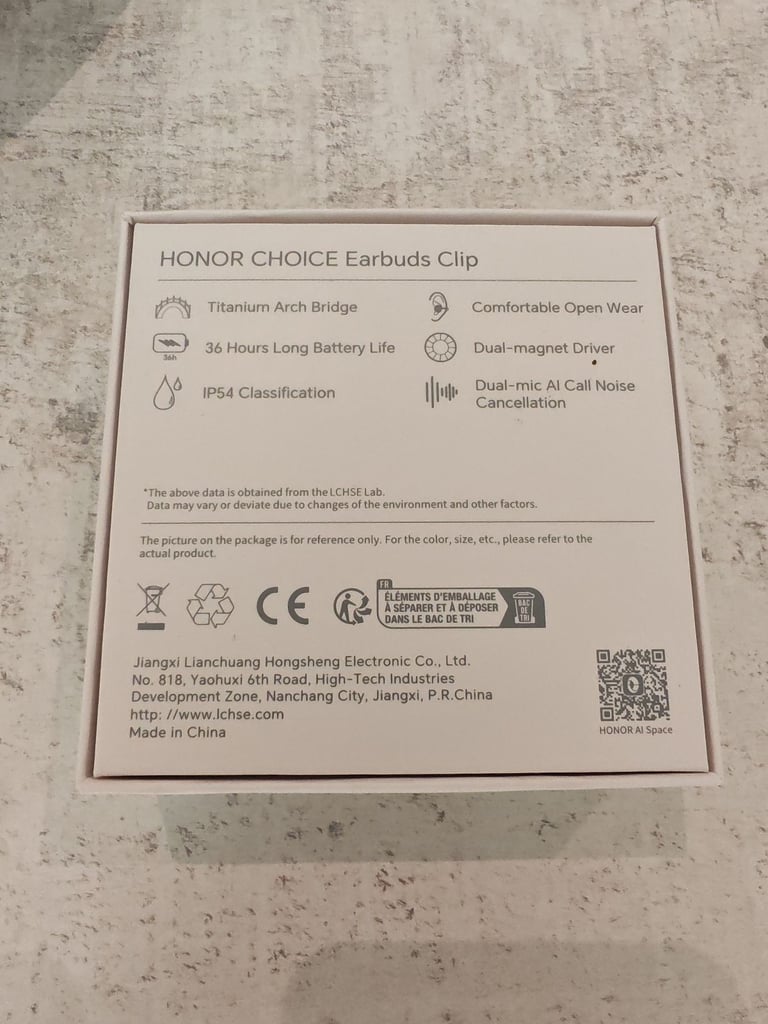 HONOR CHOICE Earbuds Clip
Titanium Arch Bridge
Comfortable Open Wear
36h
36 Hours Long Battery Life
Dual-magnet Driver
IP54 Classification
Dual-mic AI Call Noise
Cancellation
*The above data is obtained from the LCHSE Lab.
Data may vary or deviate due to changes of the environment and other factors.
The picture on the package is for reference only. For the color, size, etc., please refer to the
actual product.
CE
FR
ÉLÉMENTS D'EMBALLAGE
À SÉPARER ET À DÉPOSER
DANS LE BAC DE TRI
BAC
DE
TRI
Jiangxi Lianchuang Hongsheng Electronic Co., Ltd.
No. 818, Yaohuxi 6th Road, High-Tech Industries
Development Zone, Nanchang City, Jiangxi, P.R.China
http: //www.lchse.com
Made in China
HONOR AI Space